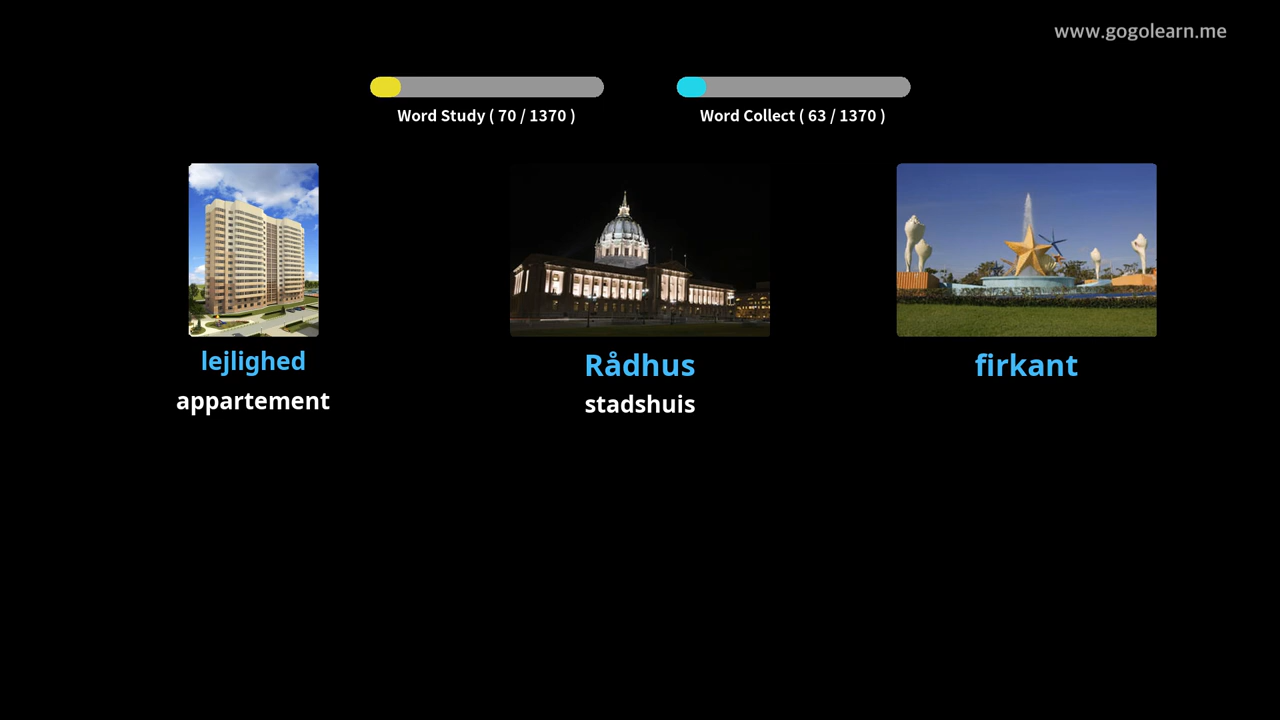 www.gogolearn.me
Word Study ( 70 / 1370 )
Word Collect ( 63 / 1370 )
lejlighed
appartement
Rådhus
stadshuis
firkant